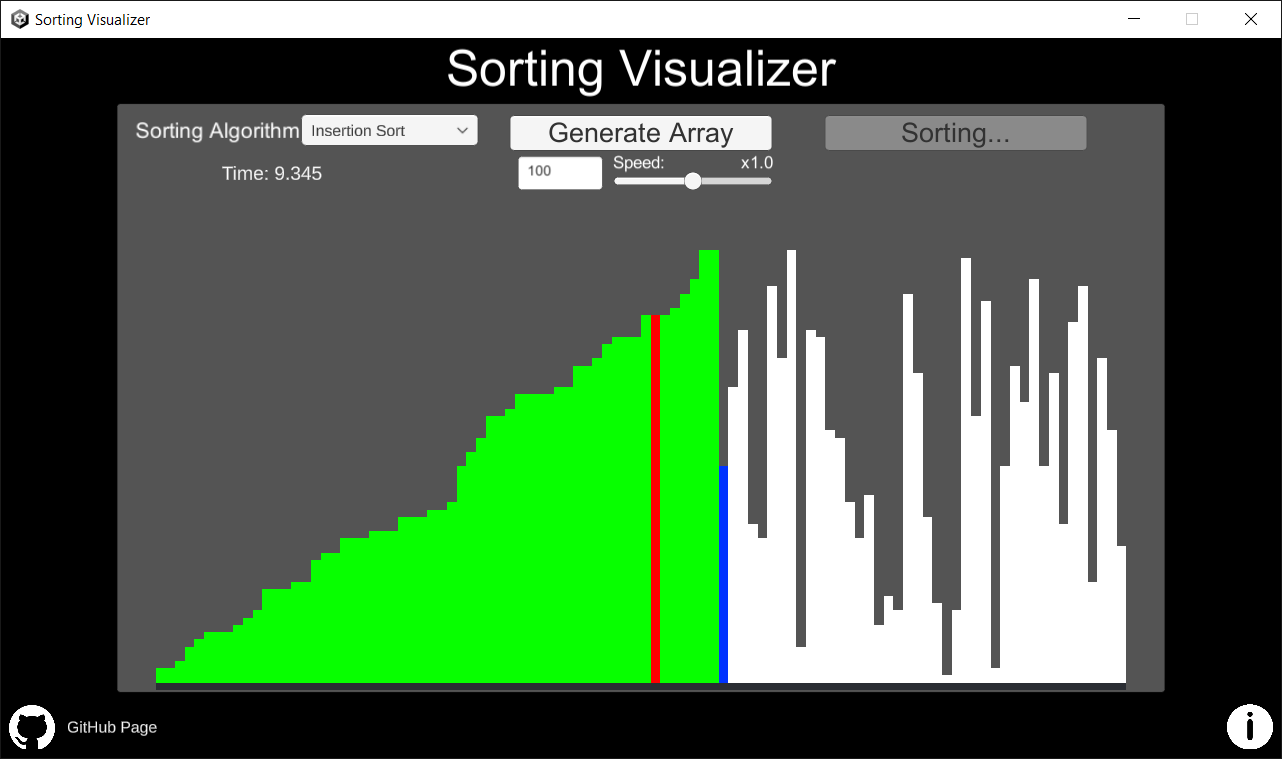 Sorting Visualizer
Sorting Visualizer
Sorting Algorithm Insertion Sort Generate Array Sorting...
Time: 9.345 100 Speed: x1.0
GitHub Page